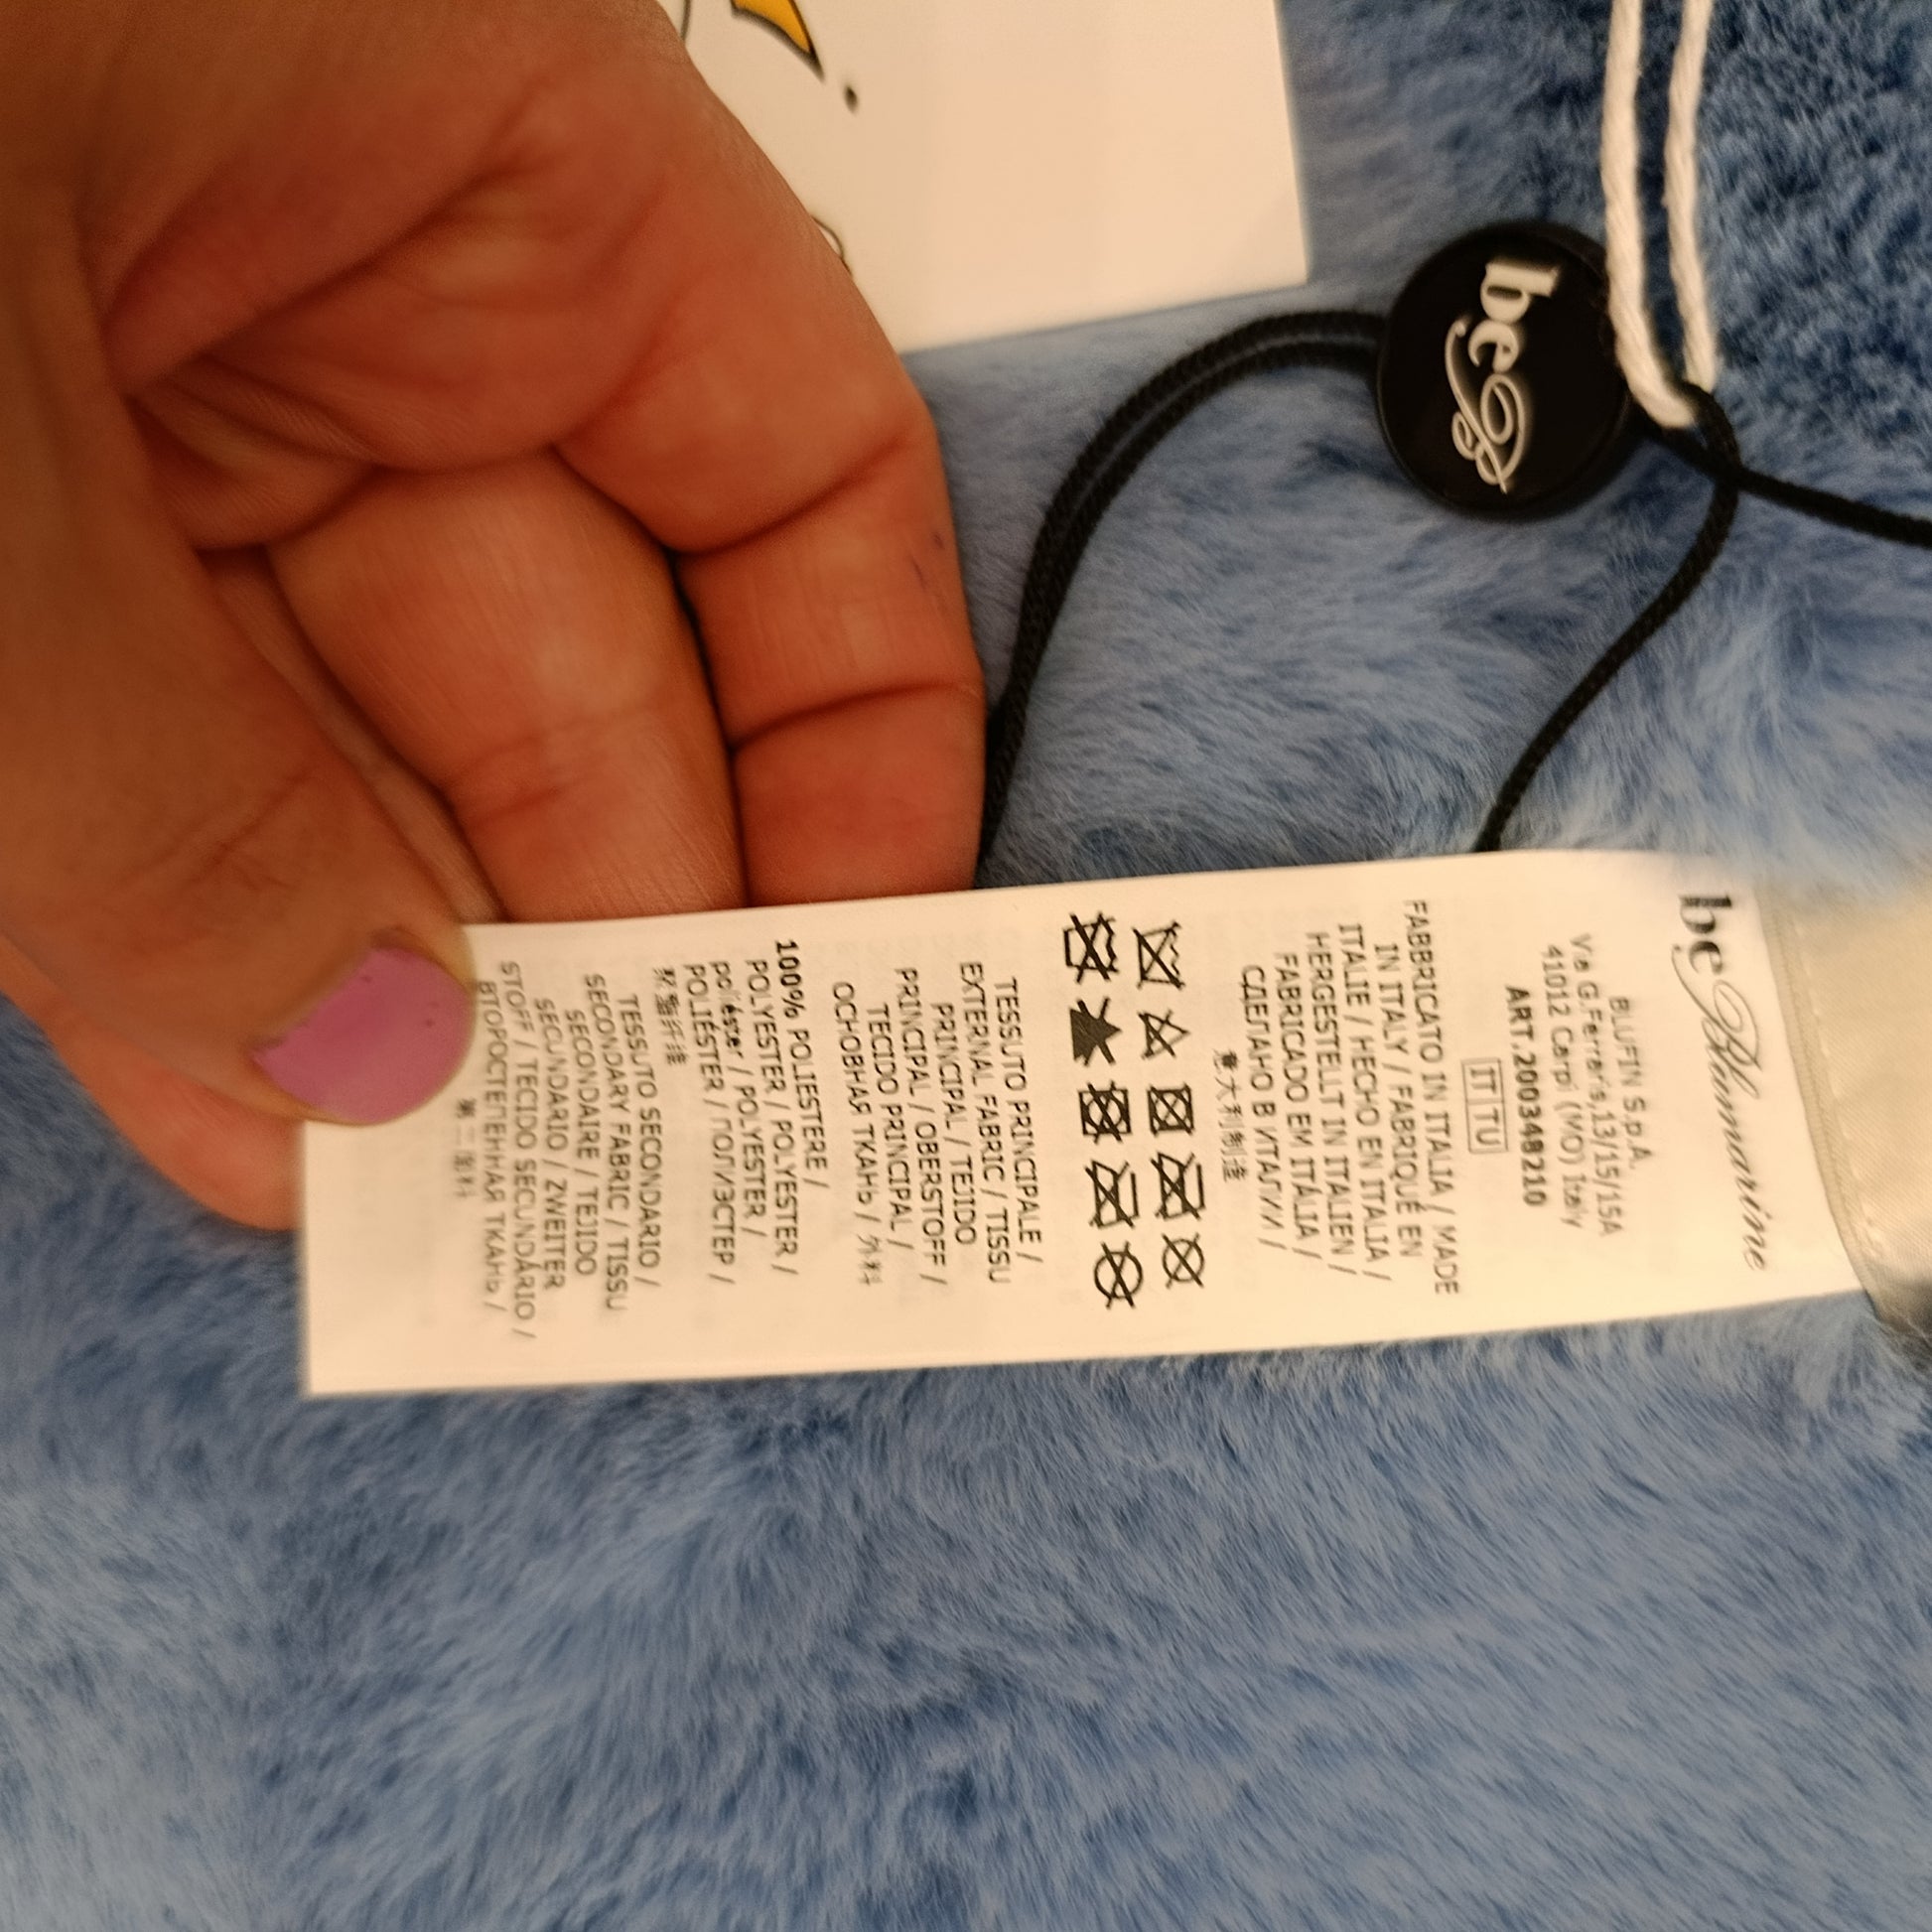 beB
be Blumarine
BLUFIN S.p.A.
Via G.Ferraris,13/15/15A
41012 Carpi (MO) Italy
ART.200348210
IT TU
FABBRICATO IN ITALIA / MADE
IN ITALY / FABRIQUÉ EN
ITALIE / HECHO EN ITALIA /
HERGESTELLT IN ITALIEN /
FABRICADO EM ITÁLIA /
СДЕЛАНО В ИТАЛИИ /
意大利制造
TESSUTO PRINCIPALE /
EXTERNAL FABRIC / TISSU
PRINCIPAL / TEJIDO
PRINCIPAL / OBERSTOFF /
TECIDO PRINCIPAL /
ОСНОВНАЯ ТКАНЬ / 外料
100% POLIESTERE /
POLYESTER / POLYESTER /
poliéster / POLYESTER /
POLIÉSTER / ПОЛИЭСТЕР /
聚酯纤维
TESSUTO SECONDARIO /
SECONDARY FABRIC / TISSU
SECONDAIRE / TEJIDO
SECUNDARIO / ZWEITER
STOFF / TECIDO SECUNDÁRIO /
ВТОРОСТЕПЕННАЯ ТКАНЬ /
第二面料